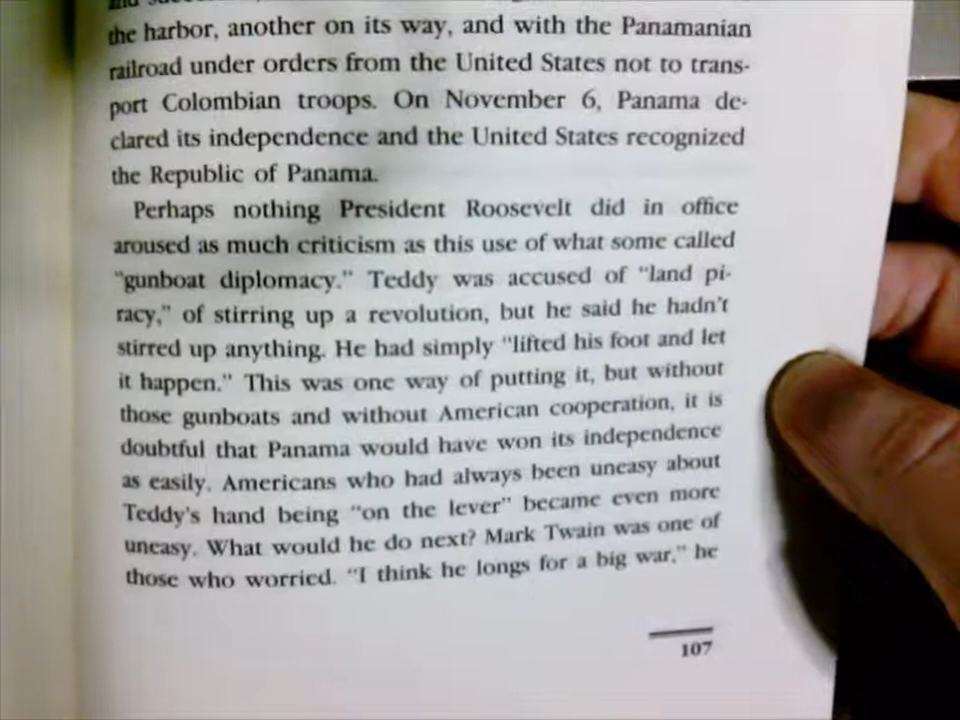 the harbor, another on its way, and with the Panamanian
railroad under orders from the United States not to trans-
port Colombian troops. On November 6, Panama de-
clared its independence and the United States recognized
the Republic of Panama.
Perhaps nothing President Roosevelt did in office
aroused as much criticism as this use of what some called
"gunboat diplomacy." Teddy was accused of "land pi-
racy," of stirring up a revolution, but he said he hadn't
stirred up anything. He had simply "lifted his foot and let
it happen." This was one way of putting it, but without
those gunboats and without American cooperation, it is
doubtful that Panama would have won its independence
as easily. Americans who had always been uneasy about
Teddy's hand being "on the lever" became even more
uneasy. What would he do next? Mark Twain was one of
those who worried. "I think he longs for a big war," he
107